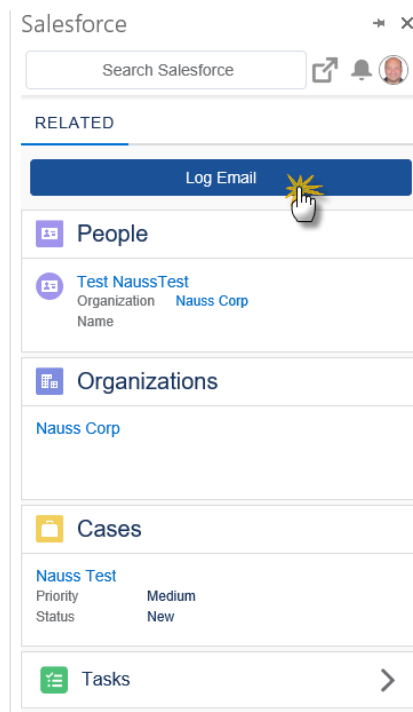 Salesforce
Search Salesforce
RELATED
Log Email
People
Test NaussTest
Organization Nauss Corp
Name
Organizations
Nauss Corp
Cases
Nauss Test
Priority Medium
Status New
Tasks